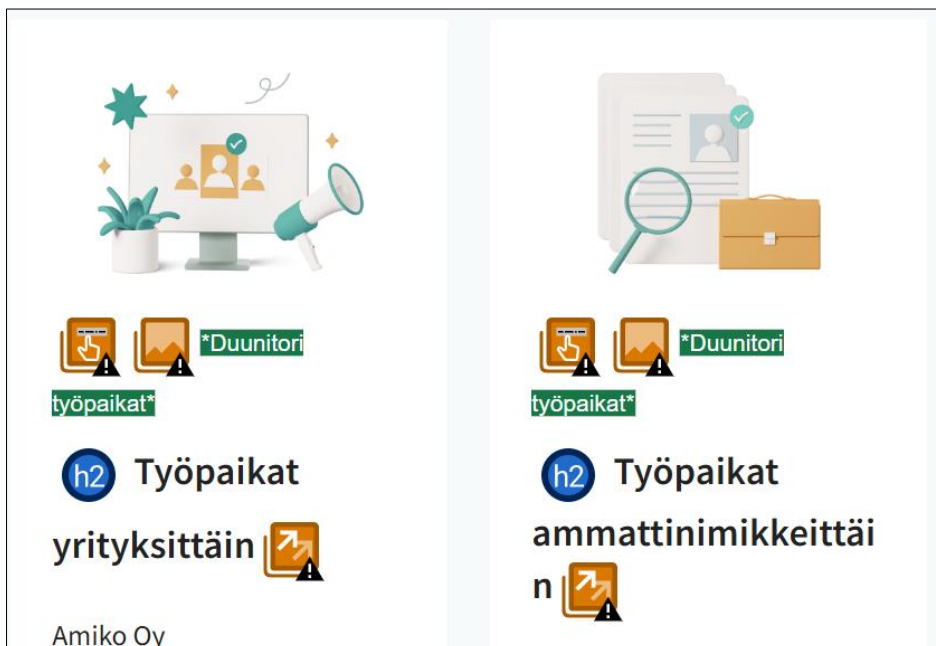 *Duunitori
työpaikat*
h2 Työpaikat
yrityksittäin
Amiko Oy
*Duunitori
työpaikat*
h2 Työpaikat
ammattinimikkeittäi
n